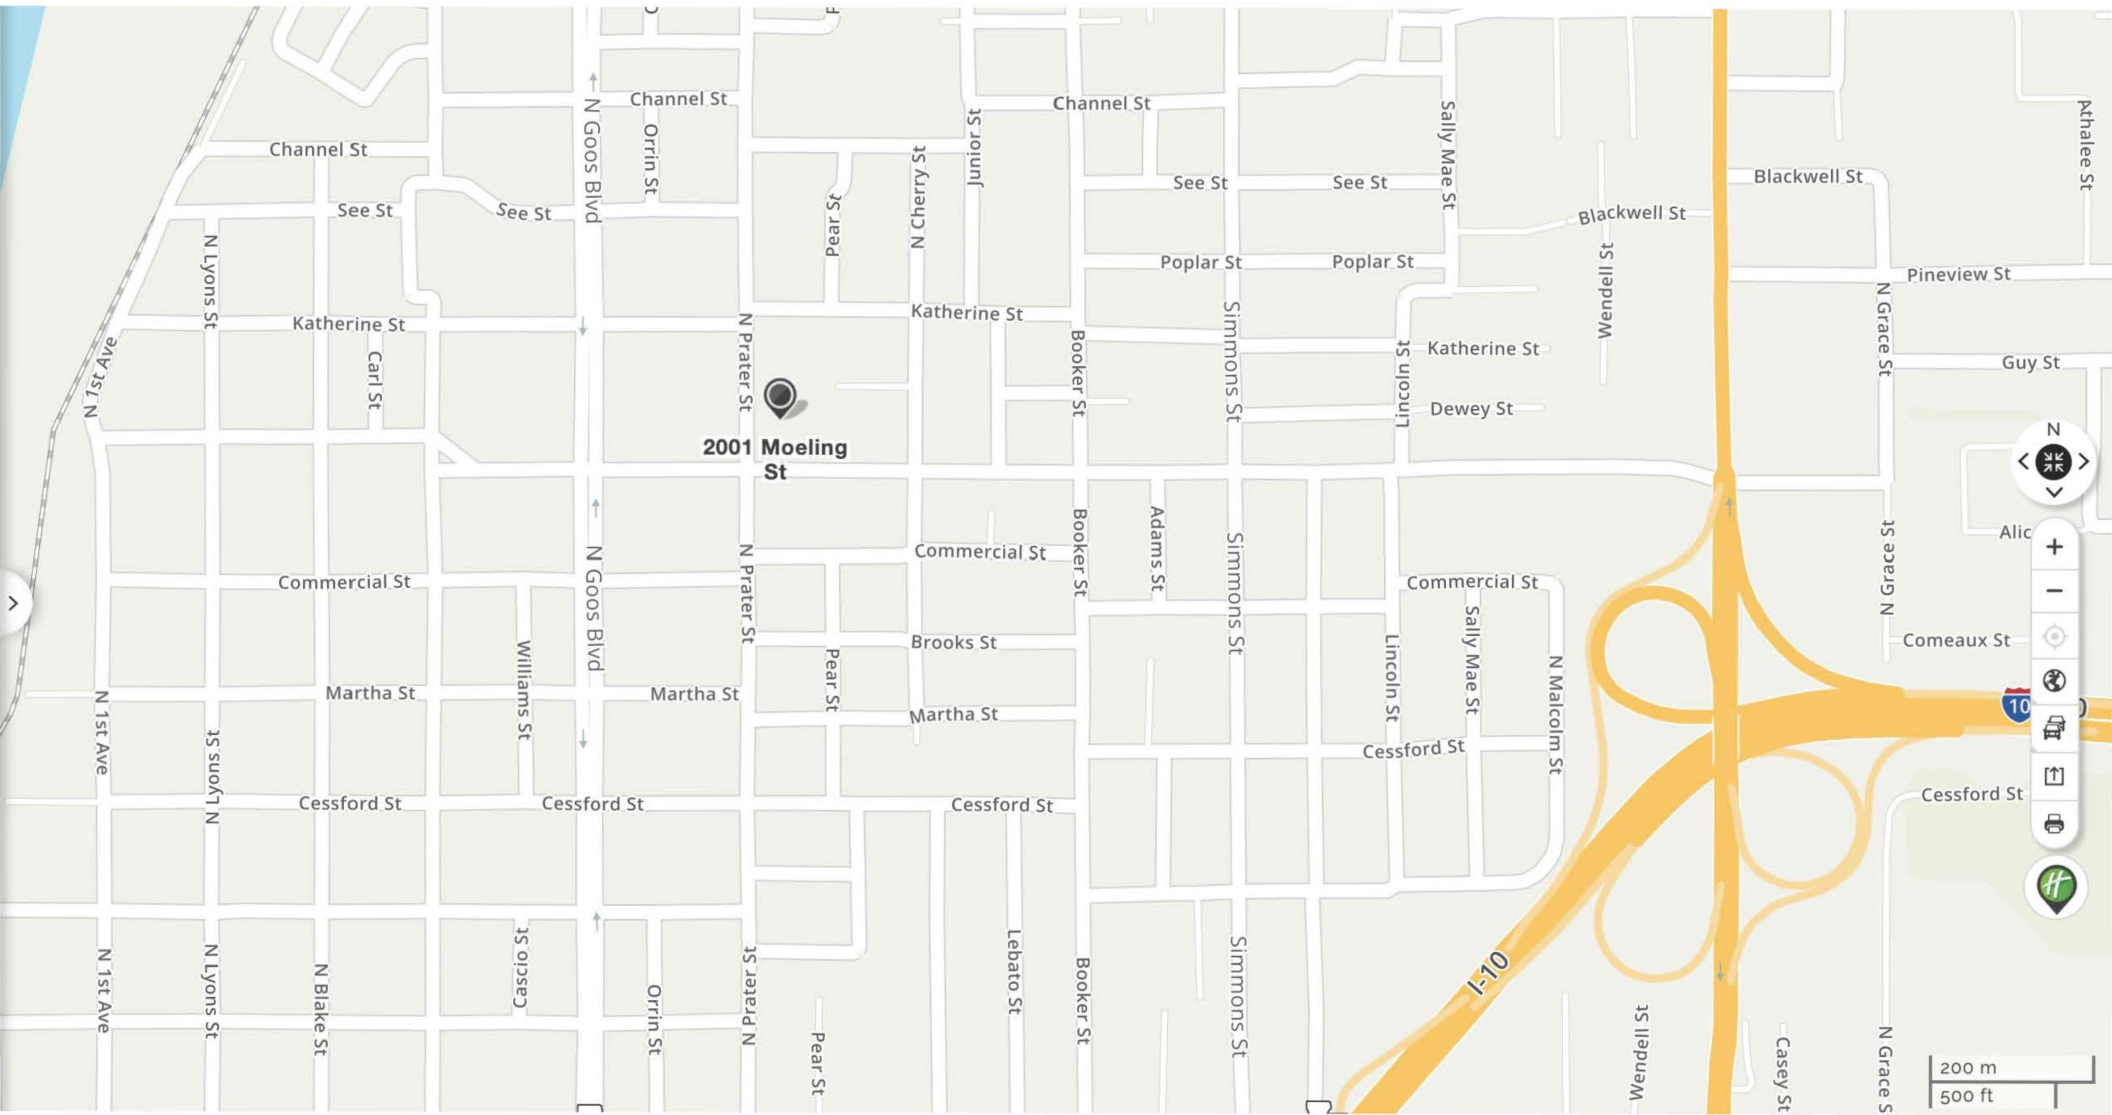 Channel St
Channel St
Channel St
N Goos Blvd
Orrin St
Junior St
Sally Mae St
Athalee St
N Cherry St
See St
See St
See St
See St
Blackwell St
Blackwell St
Pear St
N Lyons St
Poplar St
Poplar St
Wendell St
Pineview St
Katherine St
Katherine St
Katherine St
N 1st Ave
Carl St
N Prater St
Booker St
Simmons St
Lincoln St
N Grace St
Guy St
Dewey St
2001 Moeling
St
N
Commercial St
Commercial St
Commercial St
N Goos Blvd
N Prater St
Booker St
Adams St
Simmons St
N Grace St
Alic
Brooks St
Comeaux St
Williams St
Pear St
Lincoln St
Sally Mae St
N Malcolm St
Martha St
Martha St
Martha St
N 1st Ave
N Lyons St
Cessford St
10
0
Cessford St
Cessford St
Cessford St
Cessford St
N 1st Ave
N Lyons St
N Blake St
Cascio St
Orrin St
N Prater St
Pear St
Lebato St
Booker St
Simmons St
I-10
Wendell St
Casey St
N Grace S
200 m
500 ft